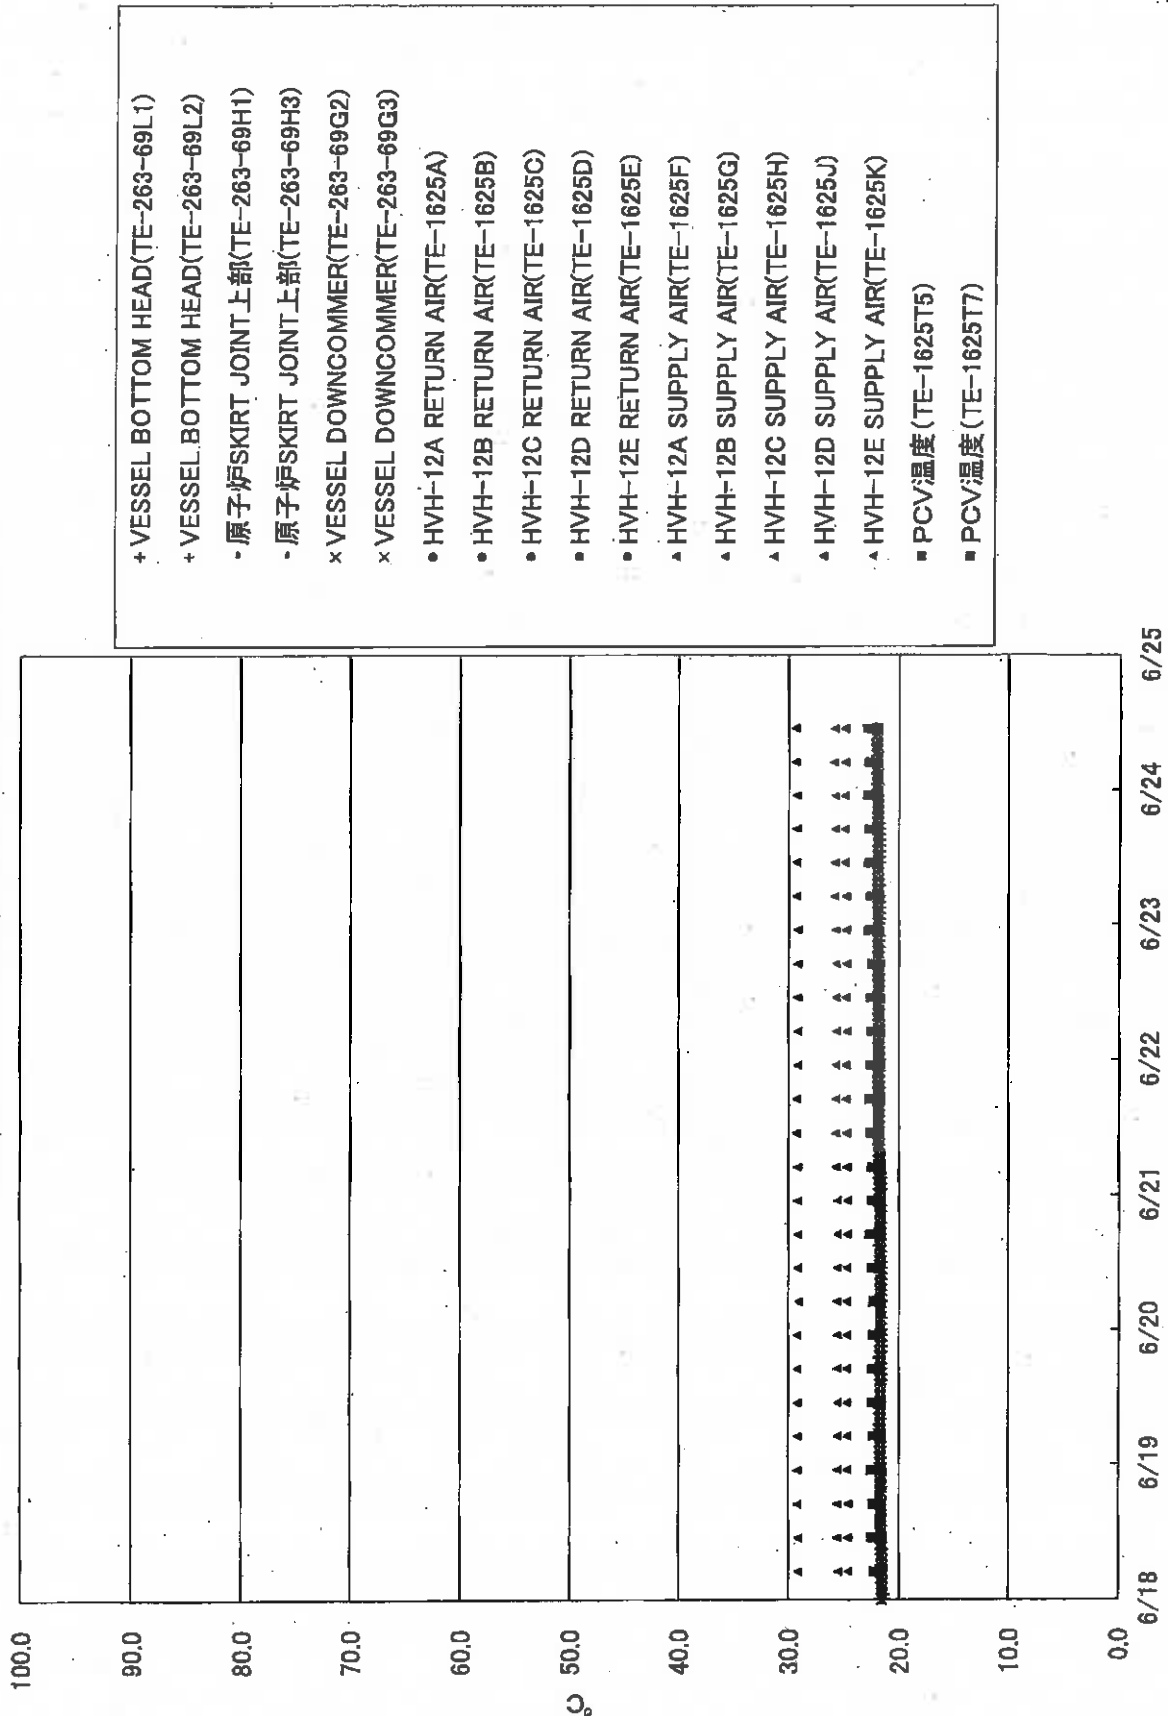 100.0
90.0
80.0
70.0
60.0
50.0
40.0
30.0
20.0
10.0
0.0
℃
6/18
6/19
6/20
6/21
6/22
6/23
6/24
6/25
+ VESSEL BOTTOM HEAD(TE-263-69L1)
+ VESSEL BOTTOM HEAD(TE-263-69L2)
- 原子炉SKIRT JOINT上部(TE-263-69H1)
- 原子炉SKIRT JOINT上部(TE-263-69H3)
× VESSEL DOWNCOMMER(TE-263-69G2)
× VESSEL DOWNCOMMER(TE-263-69G3)
● HVH-12A RETURN AIR(TE-1625A)
● HVH-12B RETURN AIR(TE-1625B)
● HVH-12C RETURN AIR(TE-1625C)
● HVH-12D RETURN AIR(TE-1625D)
● HVH-12E RETURN AIR(TE-1625E)
▲ HVH-12A SUPPLY AIR(TE-1625F)
▲ HVH-12B SUPPLY AIR(TE-1625G)
▲ HVH-12C SUPPLY AIR(TE-1625H)
▲ HVH-12D SUPPLY AIR(TE-1625J)
▲ HVH-12E SUPPLY AIR(TE-1625K)
■ PCV温度(TE-1625T5)
■ PCV温度(TE-1625T7)